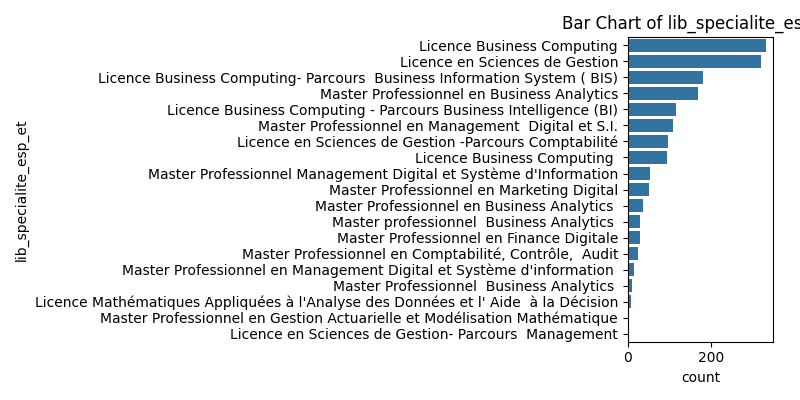 Bar Chart of lib_specialite_es
Licence Business Computing
Licence en Sciences de Gestion
Licence Business Computing- Parcours  Business Information System ( BIS)
Master Professionnel en Business Analytics
Licence Business Computing - Parcours Business Intelligence (BI)
Master Professionnel en Management  Digital et S.I.
Licence en Sciences de Gestion -Parcours Comptabilité
Licence Business Computing
Master Professionnel Management Digital et Système d'Information
Master Professionnel en Marketing Digital
Master Professionnel en Business Analytics
Master professionnel  Business Analytics
Master Professionnel en Finance Digitale
Master Professionnel en Comptabilité, Contrôle,  Audit
Master Professionnel en Management Digital et Système d'information
Master Professionnel  Business Analytics
Licence Mathématiques Appliquées à l'Analyse des Données et l' Aide  à la Décision
Master Professionnel en Gestion Actuarielle et Modélisation Mathématique
Licence en Sciences de Gestion- Parcours  Management
lib_specialite_esp_et
0 200
count